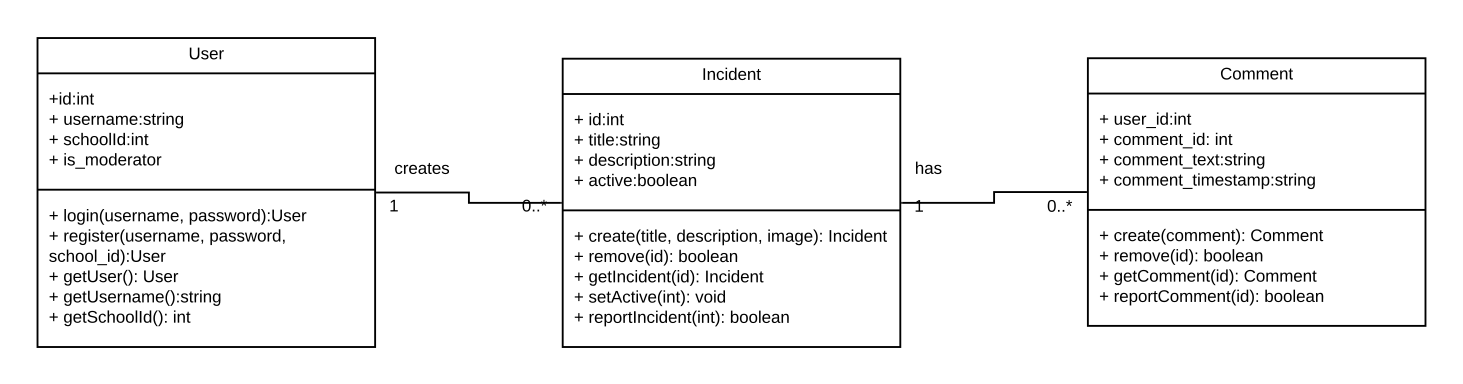 User
+id:int
+ username:string
+ schoolId:int
+ is_moderator
+ login(username, password):User
+ register(username, password,
school_id):User
+ getUser(): User
+ getUsername():string
+ getSchoolId(): int
creates
1
0..*
Incident
+ id:int
+ title:string
+ description:string
+ active:boolean
+ create(title, description, image): Incident
+ remove(id): boolean
+ getIncident(id): Incident
+ setActive(int): void
+ reportIncident(int): boolean
has
1
0..*
Comment
+ user_id:int
+ comment_id: int
+ comment_text:string
+ comment_timestamp:string
+ create(comment): Comment
+ remove(id): boolean
+ getComment(id): Comment
+ reportComment(id): boolean